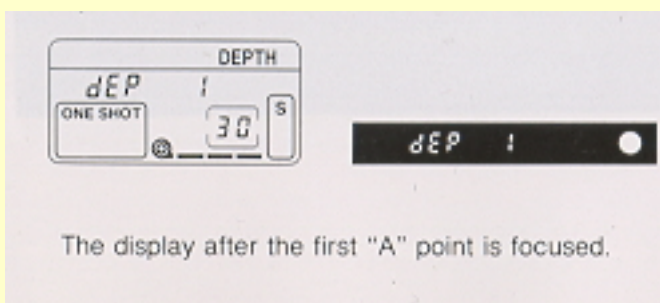 DEPTH
dEP 1
ONE SHOT
30
S
dEP 1
The display after the first "A" point is focused.